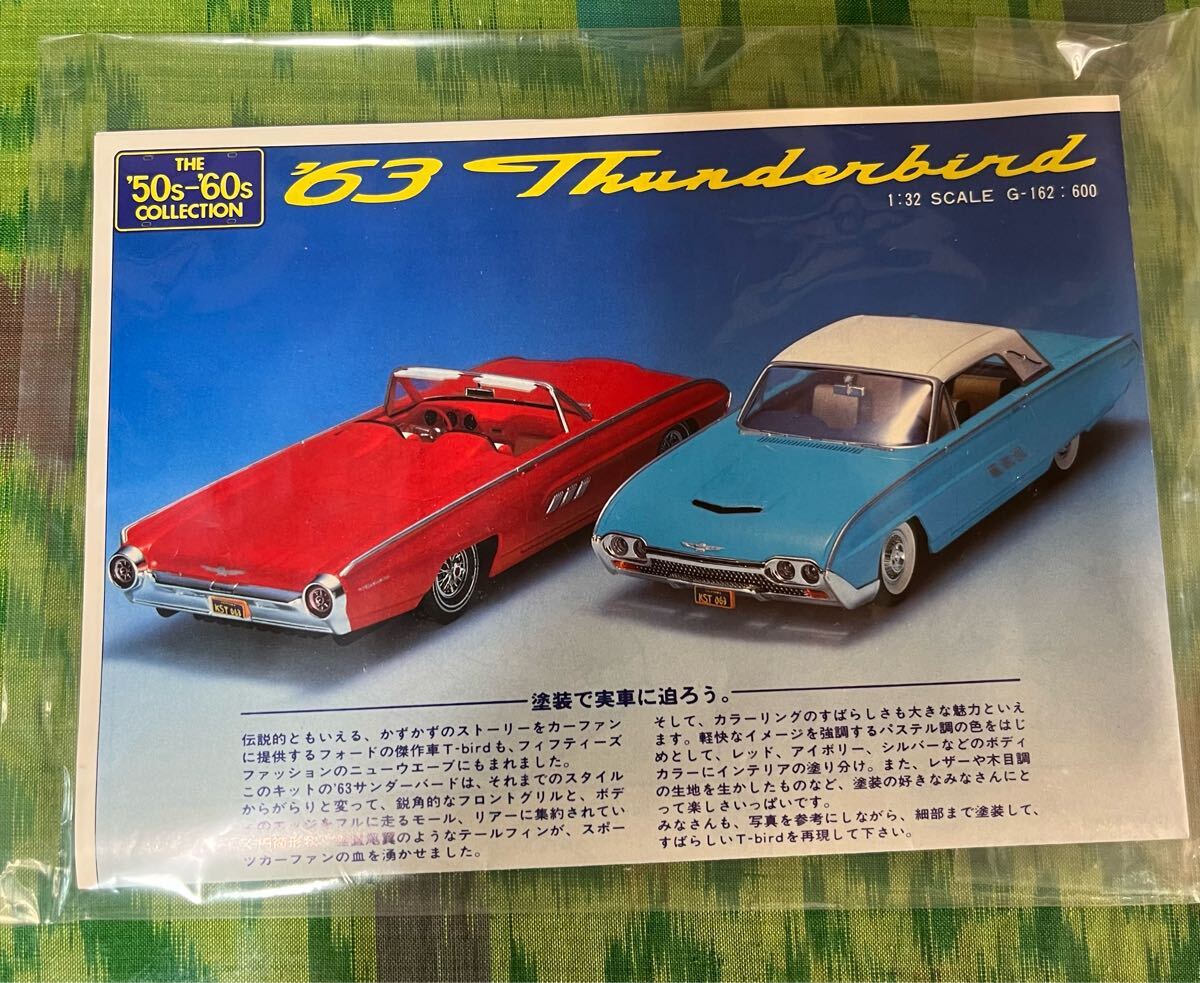 THE
'50s-'60s
COLLECTION
'63 Thunderbird
1:32 SCALE G-162:600
KST 063
KST 063
塗装で実車に迫ろう。
伝説的ともいえる、かずかずのストーリーをカーファン
に提供するフォードの傑作車T-birdも、フィフティーズ
ファッションのニューウエーブにもまれました。
このキットの'63サンダーバードは、それまでのスタイル
からがらりと変って、鋭角的なフロントグリルと、ボデ
のエッジをフルに走るモール、リアーに集約されてい
尾翼のようなテールフィンが、スポー
ツカーファンの血を湧かせました。
そして、カラーリングのすばらしさも大きな魅力といえ
ます。軽快なイメージを強調するパステル調の色をはじ
めとして、レッド、アイボリー、シルバーなどのボディ
カラーにインテリアの塗り分け。また、レザーや木目調
の生地を生かしたものなど、塗装の好きなみなさんにと
って楽しさいっぱいです。
みなさんも、写真を参考にしながら、細部まで塗装して、
すばらしいT-birdを再現して下さい。